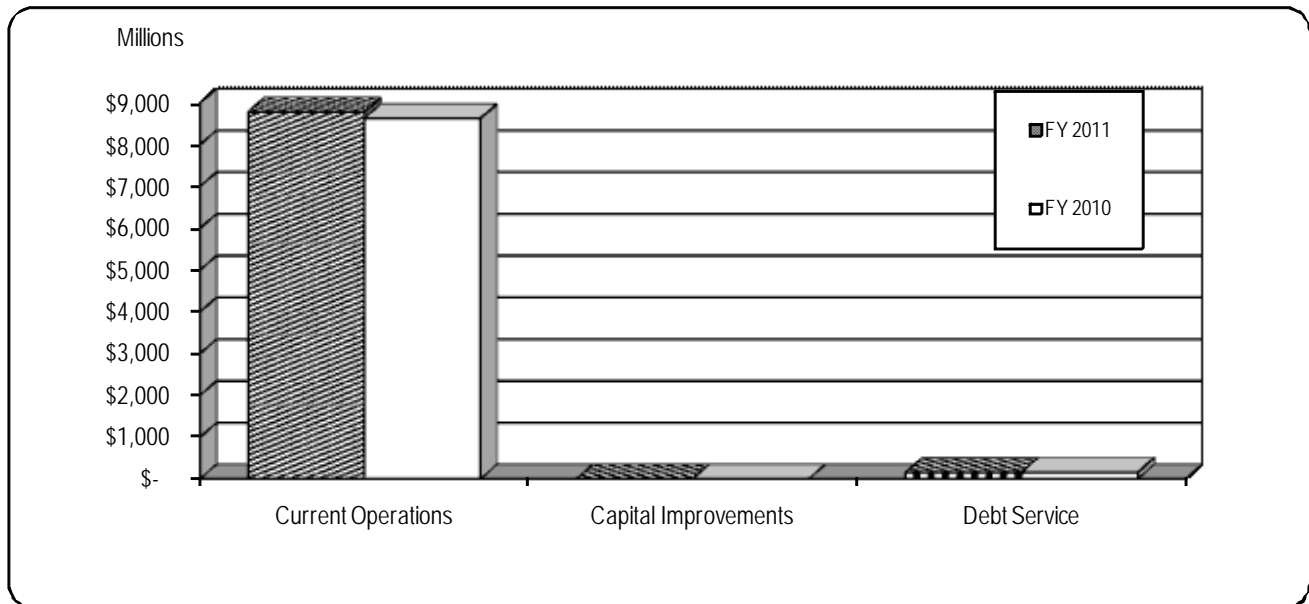 Millions
$9,000
$8,000
$7,000
$6,000
$5,000
$4,000
$3,000
$2,000
$1,000
$-
FY 2011
FY 2010
Current Operations
Capital Improvements
Debt Service